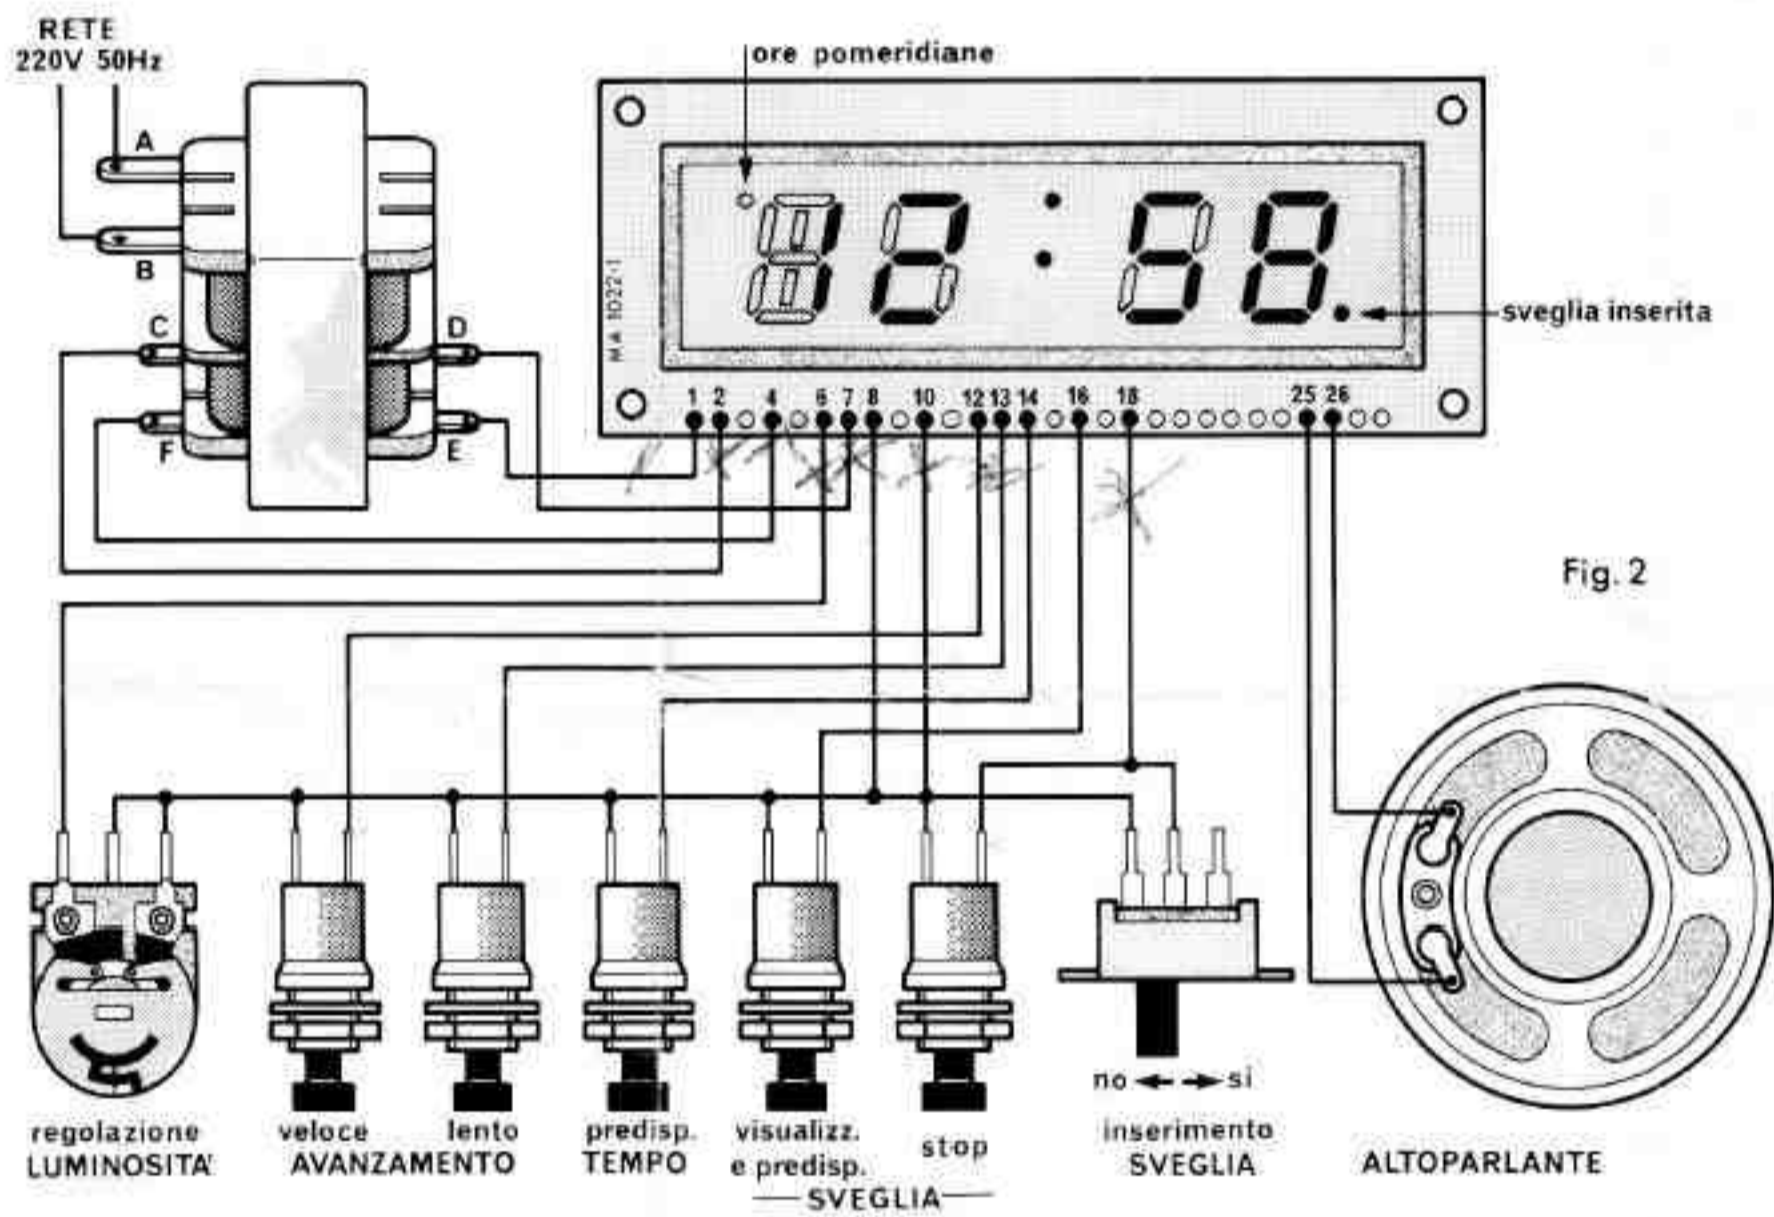 RETE
220V 50Hz
ore pomeridiane
A
B
C
D
F
E
MA 1022-1
12:58.
sveglia inserita
1 2 4 6 7 8 10 12 13 14 16 18 25 26
Fig. 2
no si
regolazione
LUMINOSITA'
veloce lento
AVANZAMENTO
predisp.
TEMPO
visualizz.
e predisp.
stop
SVEGLIA
inserimento
SVEGLIA
ALTOPARLANTE